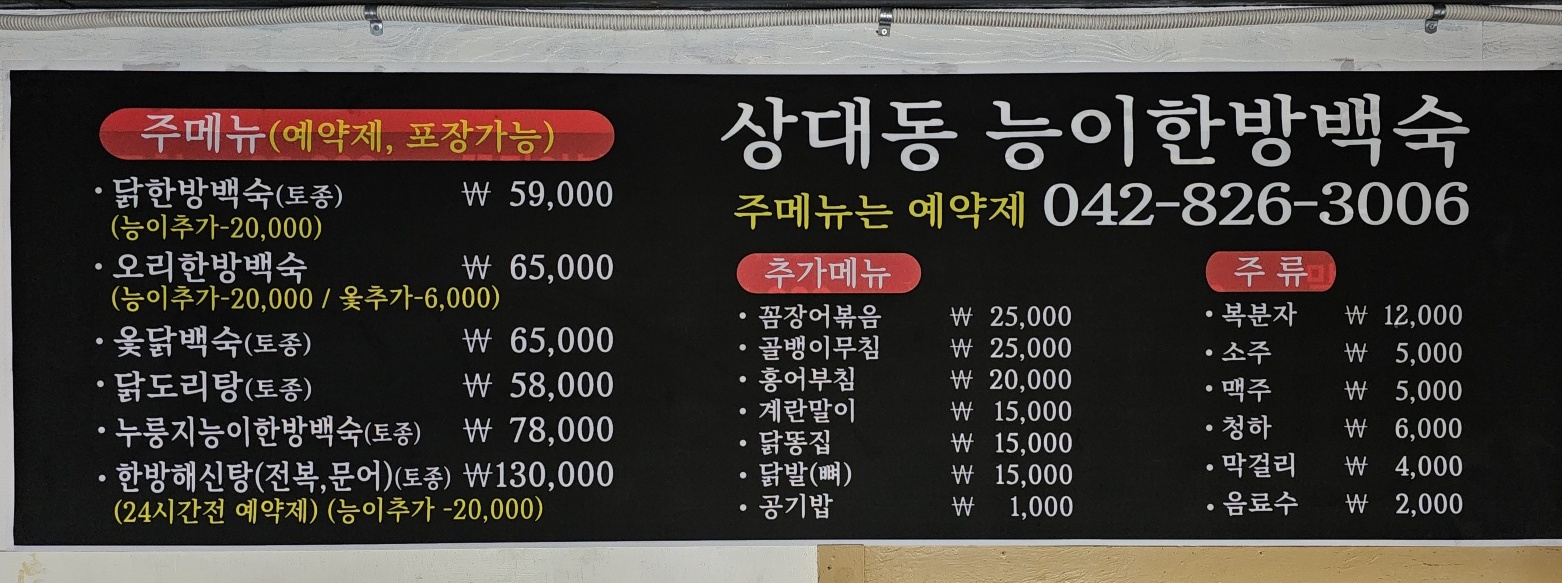 주메뉴(예약제, 포장가능)
• 닭한방백숙(토종) ₩ 59,000
(능이추가-20,000)
• 오리한방백숙 ₩ 65,000
(능이추가-20,000 / 옻추가-6,000)
• 옻닭백숙(토종) ₩ 65,000
• 닭도리탕(토종) ₩ 58,000
• 누룽지능이한방백숙(토종) ₩ 78,000
• 한방해신탕(전복,문어)(토종) ₩130,000
(24시간전 예약제) (능이추가 -20,000)
상대동 능이한방백숙
주메뉴는 예약제 042-826-3006
추가메뉴
• 꼼장어볶음 ₩ 25,000
• 골뱅이무침 ₩ 25,000
• 홍어부침 ₩ 20,000
• 계란말이 ₩ 15,000
• 닭똥집 ₩ 15,000
• 닭발(뼈) ₩ 15,000
• 공기밥 ₩ 1,000
주 류
• 복분자 ₩ 12,000
• 소주 ₩ 5,000
• 맥주 ₩ 5,000
• 청하 ₩ 6,000
• 막걸리 ₩ 4,000
• 음료수 ₩ 2,000